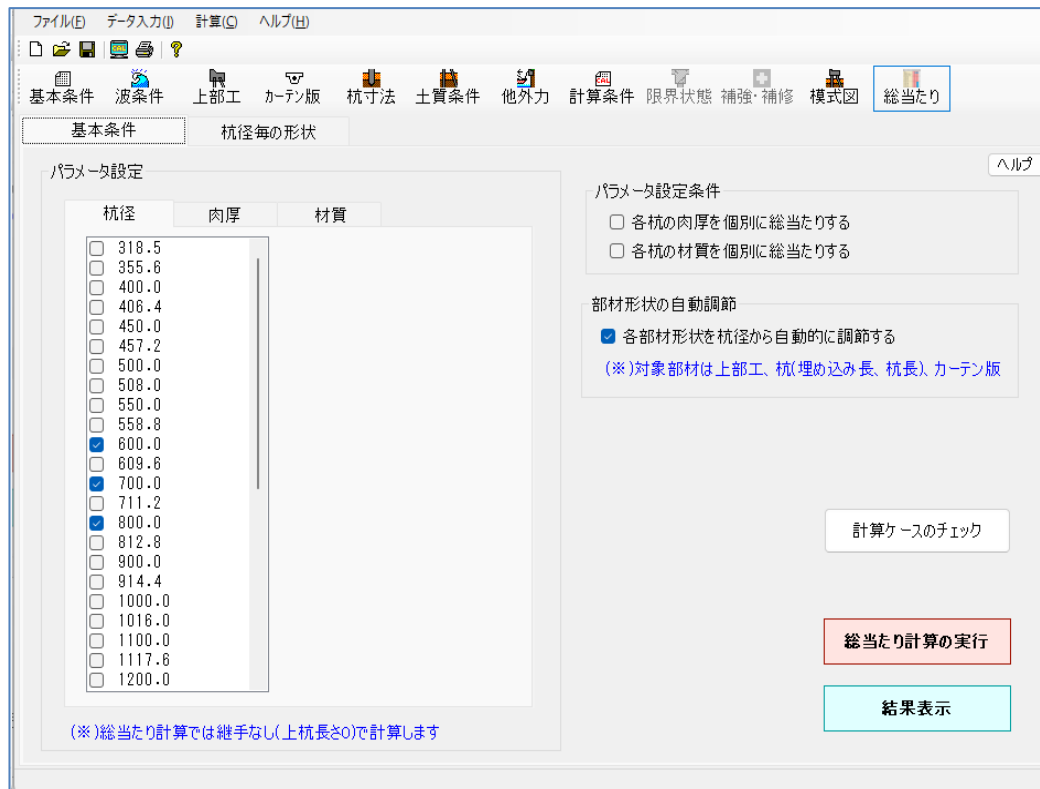 ファイル(F) データ入力(I) 計算(C) ヘルプ(H)
基本条件 波条件 上部工 カーテン版 杭寸法 土質条件 他外力 計算条件 限界状態 補強・補修 模式図 総当たり
基本条件 杭径毎の形状
ヘルプ
パラメータ設定
杭径 肉厚 材質
318.5
355.6
400.0
406.4
450.0
457.2
500.0
508.0
550.0
558.8
600.0
609.6
700.0
711.2
800.0
812.8
900.0
914.4
1000.0
1016.0
1100.0
1117.6
1200.0
(※)総当たり計算では継手なし(上杭長さ0)で計算します
パラメータ設定条件
各杭の肉厚を個別に総当たりする
各杭の材質を個別に総当たりする
部材形状の自動調節
各部材形状を杭径から自動的に調節する
(※)対象部材は上部工、杭(埋め込み長、杭長)、カーテン版
計算ケースのチェック
総当たり計算の実行
結果表示